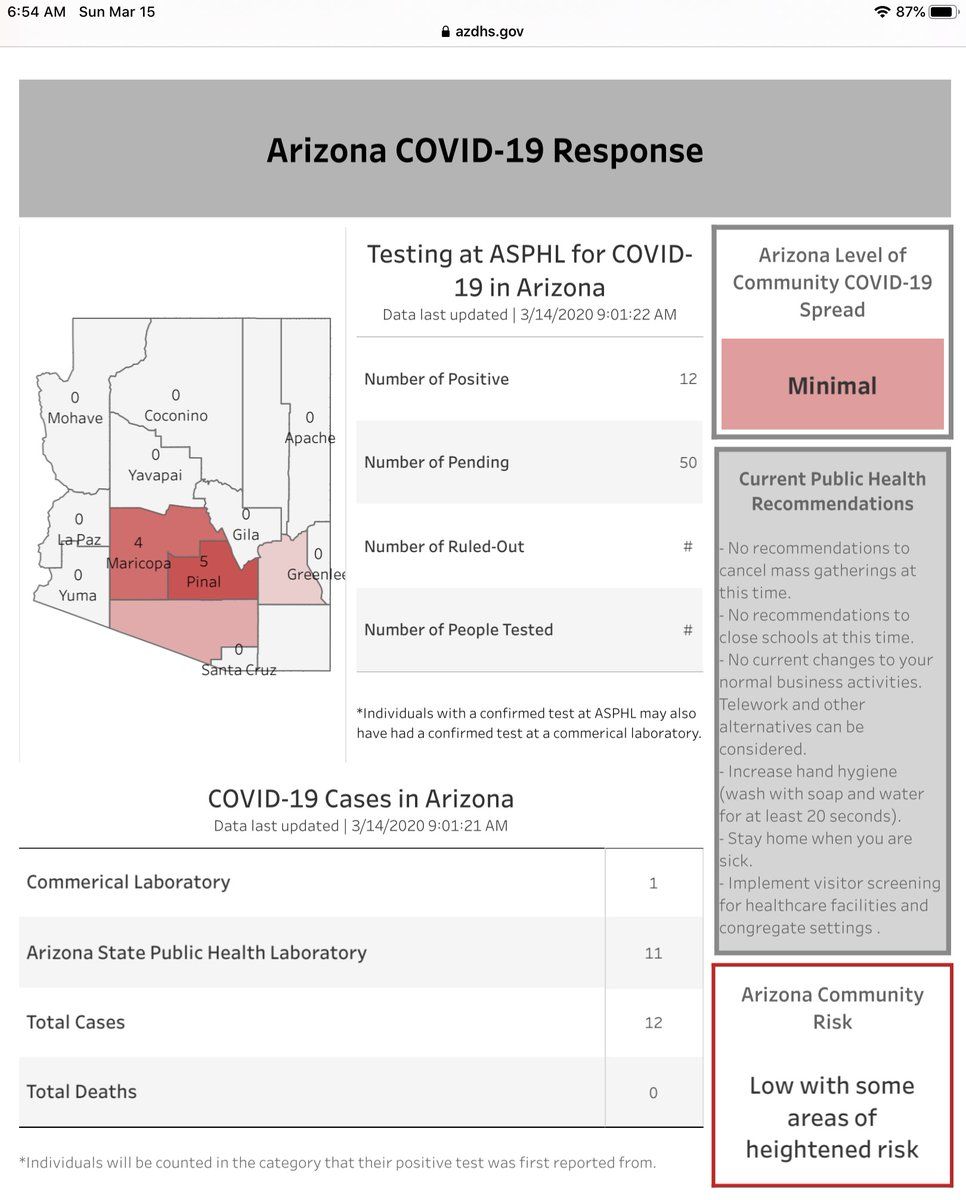 6:54 AM Sun Mar 15
87%
azdhs.gov
Arizona COVID-19 Response
0
Mohave
0
Coconino
0
Apache
0
Yavapai
0
La Paz
0
Gila
4
Maricopa
5
Pinal
0
Greenlee
0
Yuma
0
Santa Cruz
Testing at ASPHL for COVID-
19 in Arizona
Data last updated | 3/14/2020 9:01:22 AM
Number of Positive 12
Number of Pending 50
Number of Ruled-Out #
Number of People Tested #
*Individuals with a confirmed test at ASPHL may also
have had a confirmed test at a commerical laboratory.
COVID-19 Cases in Arizona
Data last updated | 3/14/2020 9:01:21 AM
Commerical Laboratory 1
Arizona State Public Health Laboratory 11
Total Cases 12
Total Deaths 0
*Individuals will be counted in the category that their positive test was first reported from.
Arizona Level of
Community COVID-19
Spread
Minimal
Current Public Health
Recommendations
- No recommendations to
cancel mass gatherings at
this time.
- No recommendations to
close schools at this time.
- No current changes to your
normal business activities.
Telework and other
alternatives can be
considered.
- Increase hand hygiene
(wash with soap and water
for at least 20 seconds).
- Stay home when you are
sick.
- Implement visitor screening
for healthcare facilities and
congregate settings .
Arizona Community
Risk
Low with some
areas of
heightened risk